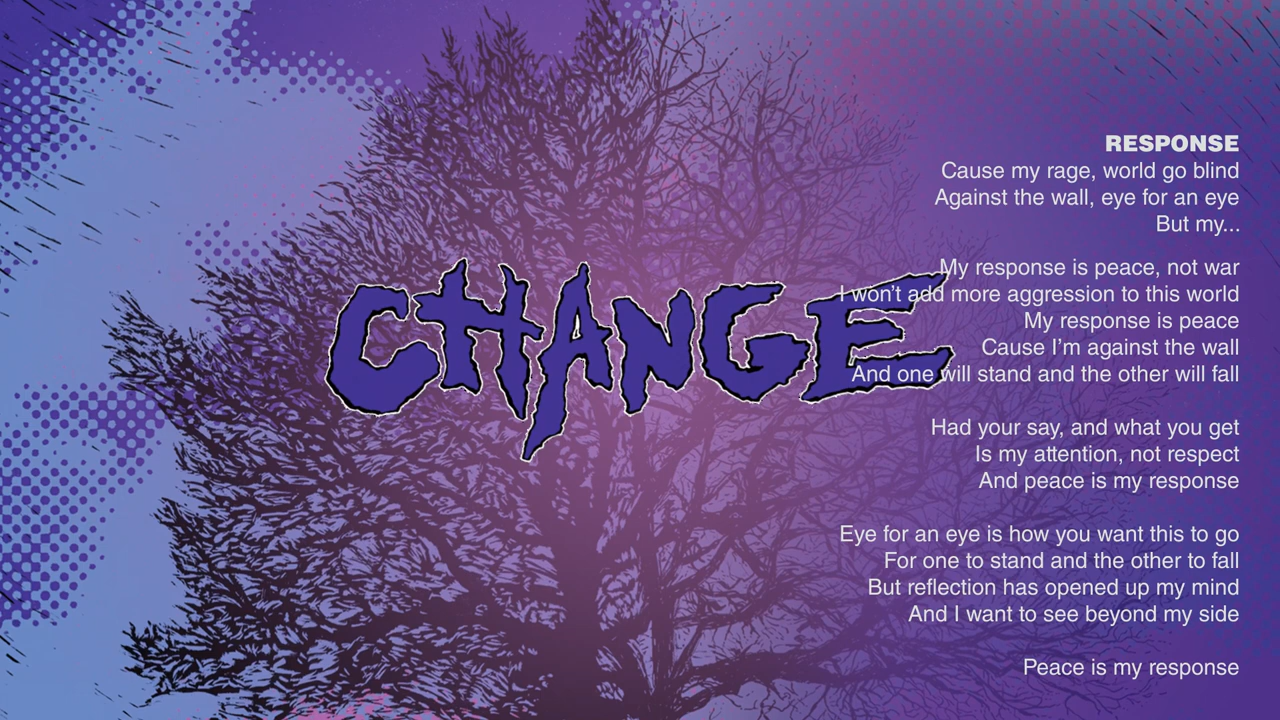 CHANGE
RESPONSE
Cause my rage, world go blind
Against the wall, eye for an eye
But my...
My response is peace, not war
I won't add more aggression to this world
My response is peace
Cause I'm against the wall
And one will stand and the other will fall
Had your say, and what you get
Is my attention, not respect
And peace is my response
Eye for an eye is how you want this to go
For one to stand and the other to fall
But reflection has opened up my mind
And I want to see beyond my side
Peace is my response